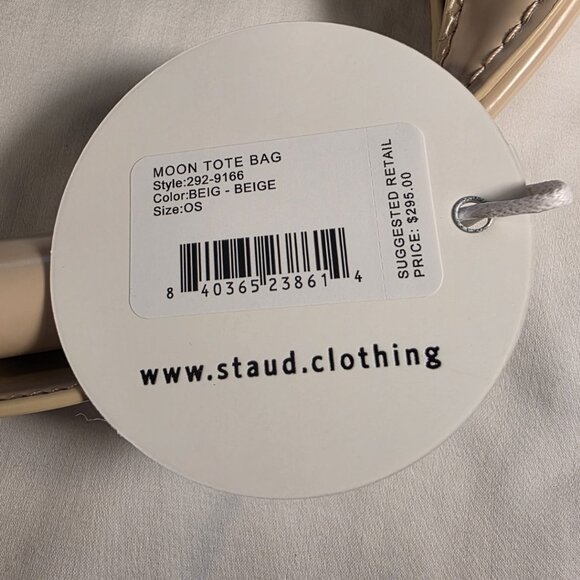 MOON TOTE BAG
Style:292-9166
Color:BEIG - BEIGE
Size:OS
8 40365 23861 4
SUGGESTED RETAIL
PRICE: $295.00
www.staud.clothing